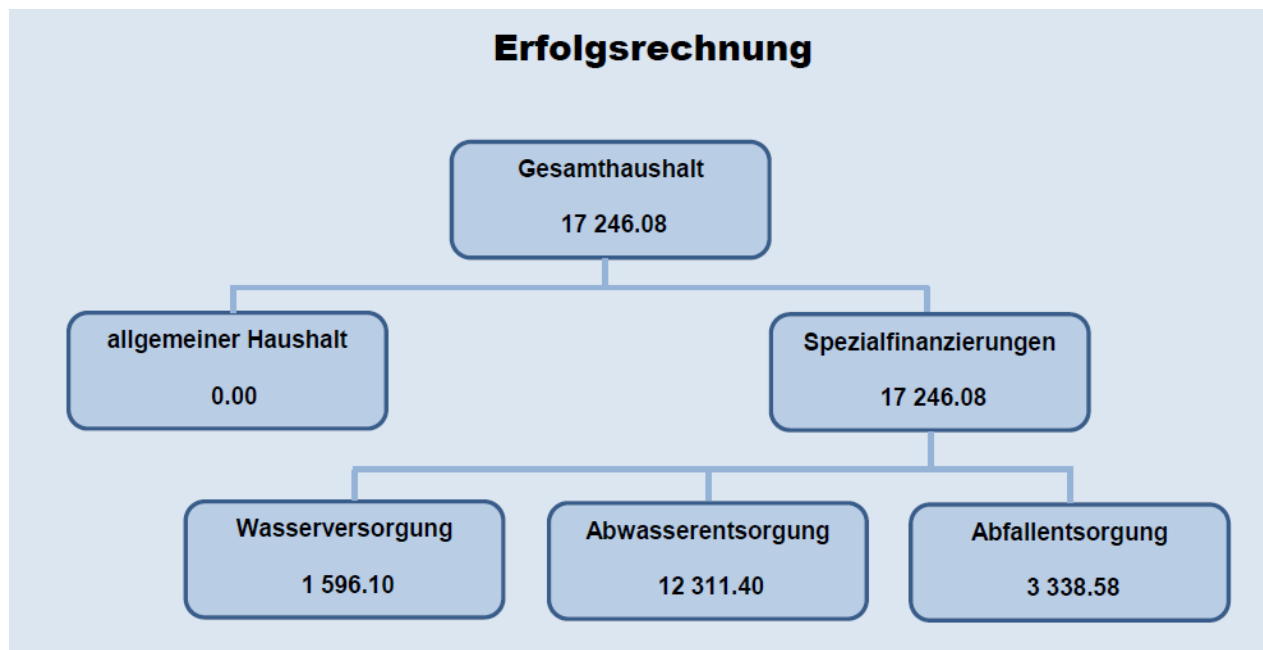 Erfolgsrechnung
Gesamthaushalt
17 246.08
allgemeiner Haushalt
0.00
Spezialfinanzierungen
17 246.08
Wasserversorgung
1 596.10
Abwasserentsorgung
12 311.40
Abfallentsorgung
3 338.58